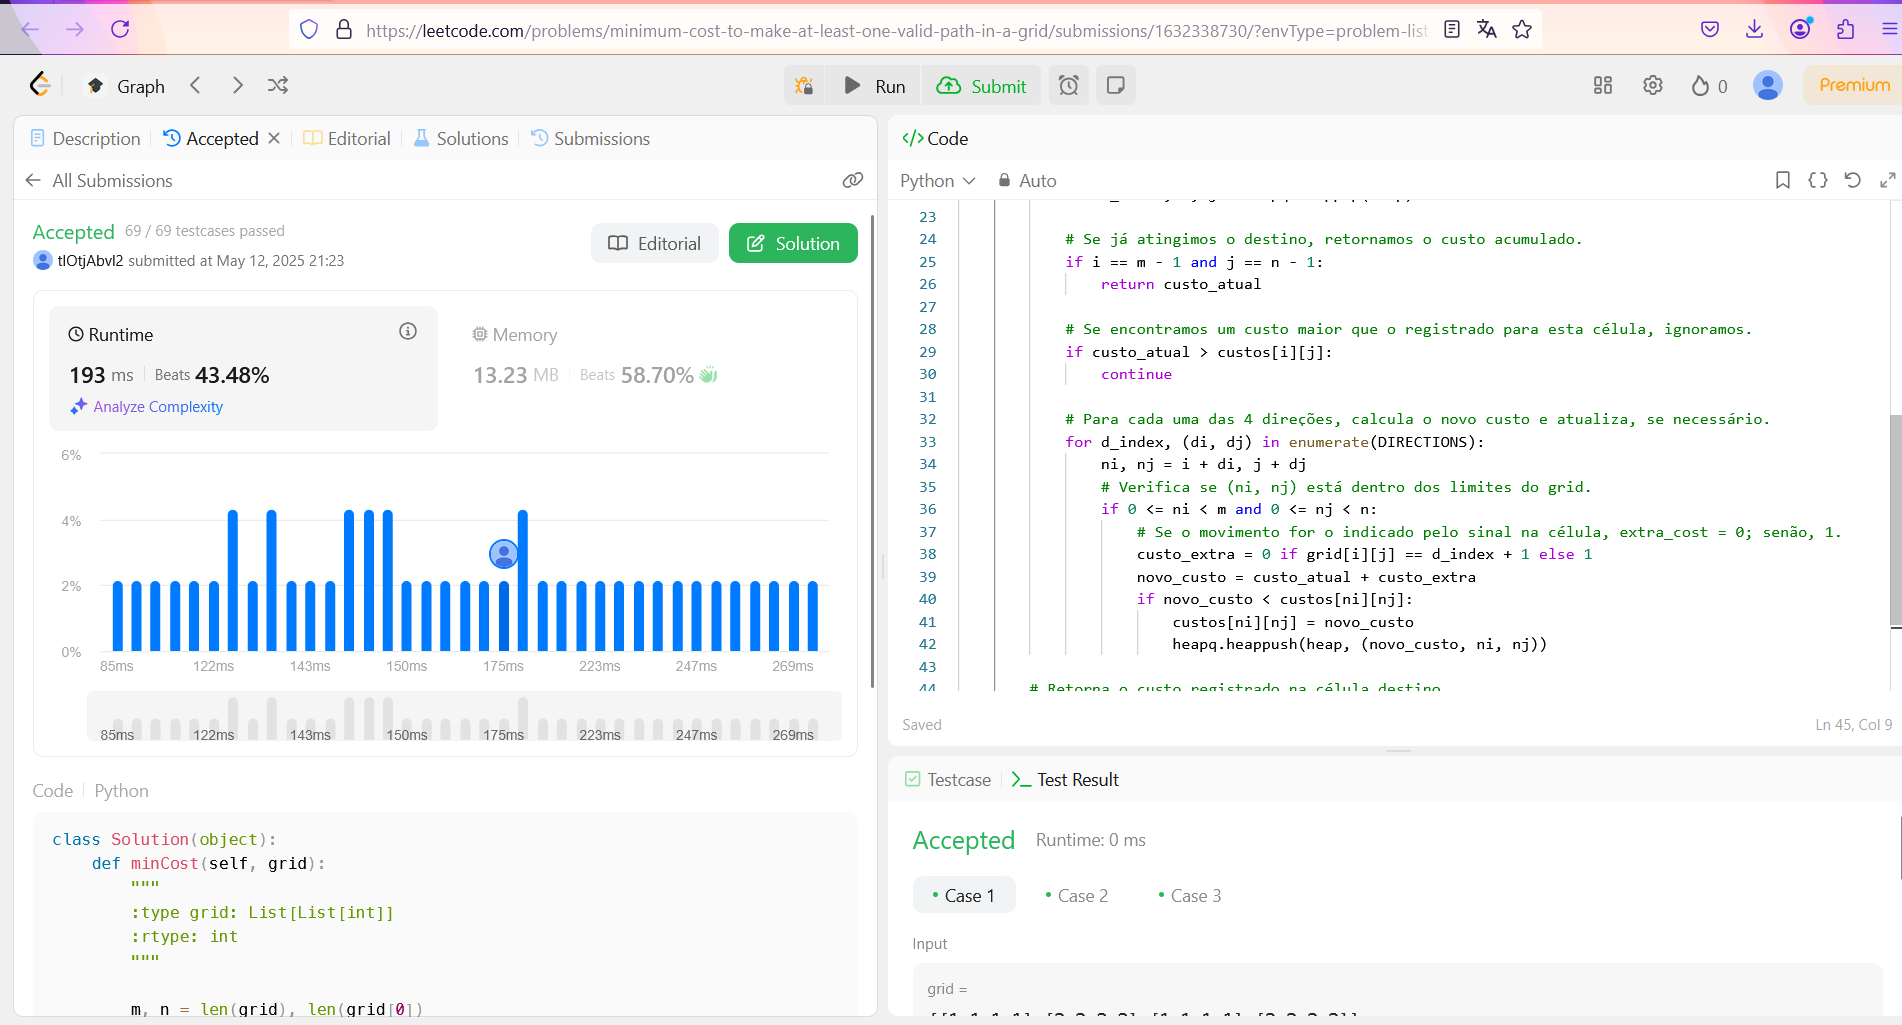 https://leetcode.com/problems/minimum-cost-to-make-at-least-one-valid-path-in-a-grid/submissions/1632338730/?envType=problem-list-
Graph
Run
Submit
0
Premium
Description
Accepted
Editorial
Solutions
Submissions
All Submissions
Accepted 69 / 69 testcases passed
tIOtjAbvI2 submitted at May 12, 2025 21:23
Editorial
Solution
Runtime
193 ms Beats 43.48%
Analyze Complexity
Memory
13.23 MB Beats 58.70%
6%
4%
2%
0%
85ms 122ms 143ms 150ms 175ms 223ms 247ms 269ms
85ms 122ms 143ms 150ms 175ms 223ms 247ms 269ms
Code Python
class Solution(object):
def minCost(self, grid):
"""
:type grid: List[List[int]]
:rtype: int
"""
m, n = len(grid), len(grid[0])
</> Code
Python Auto
23
24 # Se já atingimos o destino, retornamos o custo acumulado.
25 if i == m - 1 and j == n - 1:
26 return custo_atual
27
28 # Se encontramos um custo maior que o registrado para esta célula, ignoramos.
29 if custo_atual > custos[i][j]:
30 continue
31
32 # Para cada uma das 4 direções, calcula o novo custo e atualiza, se necessário.
33 for d_index, (di, dj) in enumerate(DIRECTIONS):
34 ni, nj = i + di, j + dj
35 # Verifica se (ni, nj) está dentro dos limites do grid.
36 if 0 <= ni < m and 0 <= nj < n:
37 # Se o movimento for o indicado pelo sinal na célula, extra_cost = 0; senão, 1.
38 custo_extra = 0 if grid[i][j] == d_index + 1 else 1
39 novo_custo = custo_atual + custo_extra
40 if novo_custo < custos[ni][nj]:
41 custos[ni][nj] = novo_custo
42 heapq.heappush(heap, (novo_custo, ni, nj))
43
44 # Retorna o custo registrado na célula destino
Saved
Ln 45, Col 9
Testcase
Test Result
Accepted Runtime: 0 ms
Case 1
Case 2
Case 3
Input
grid =